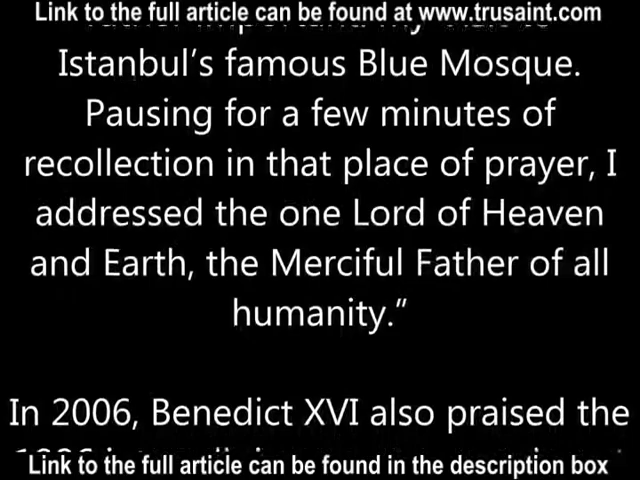 Link to the full article can be found at www.trusaint.com
Istanbul’s famous Blue Mosque.
Pausing for a few minutes of
recollection in that place of prayer, I
addressed the one Lord of Heaven
and Earth, the Merciful Father of all
humanity.”
In 2006, Benedict XVI also praised the
Link to the full article can be found in the description box